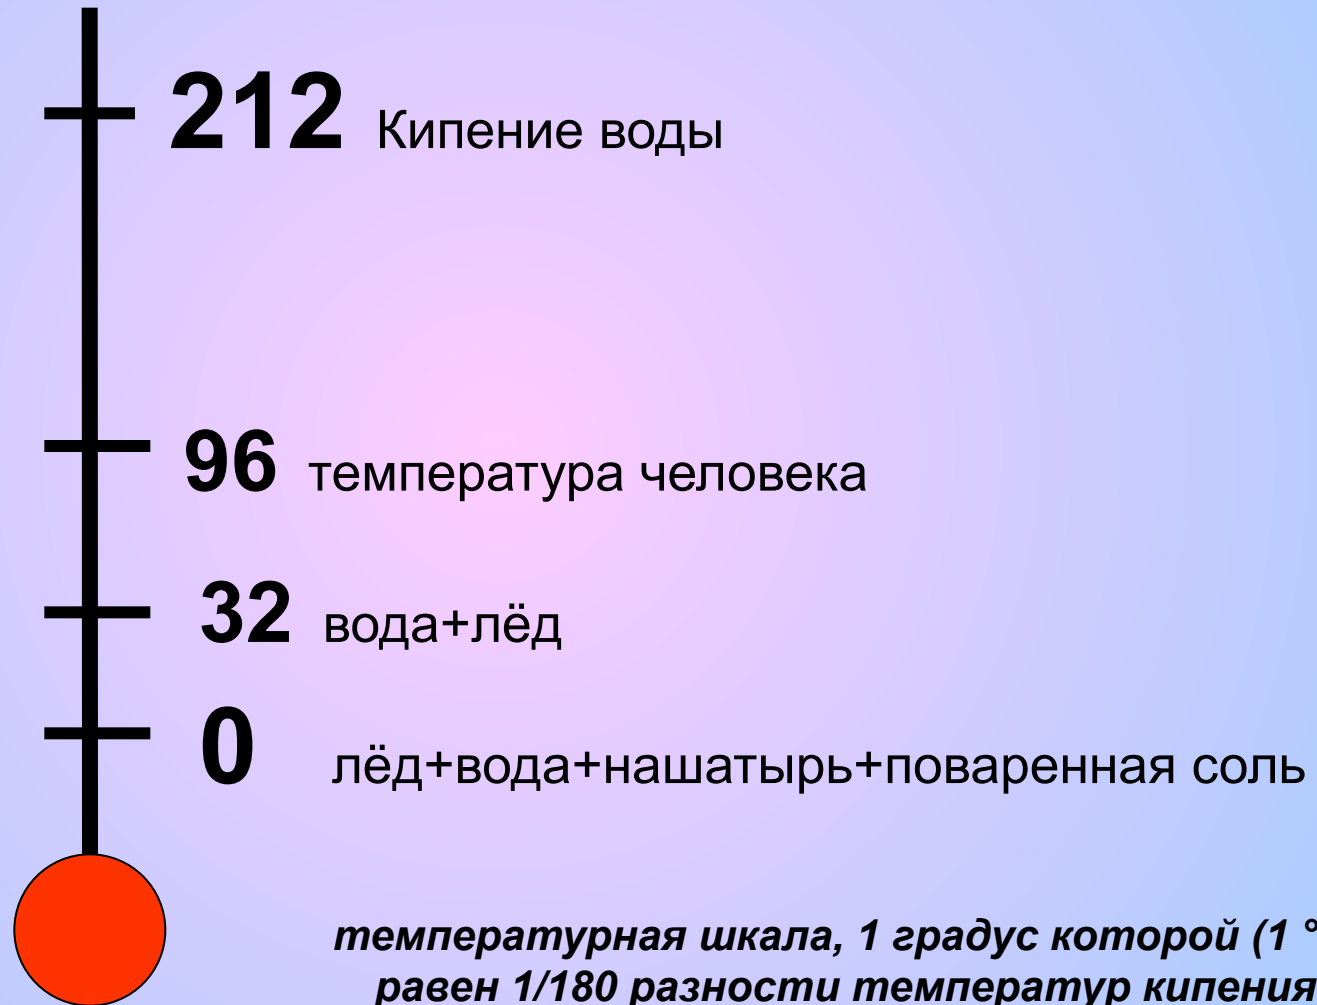 212 Кипение воды
96 температура человека
32 вода+лёд
0 лёд+вода+нашатырь+поваренная соль
температурная шкала, 1 градус которой (1 °
равен 1/180 разности температур кипения